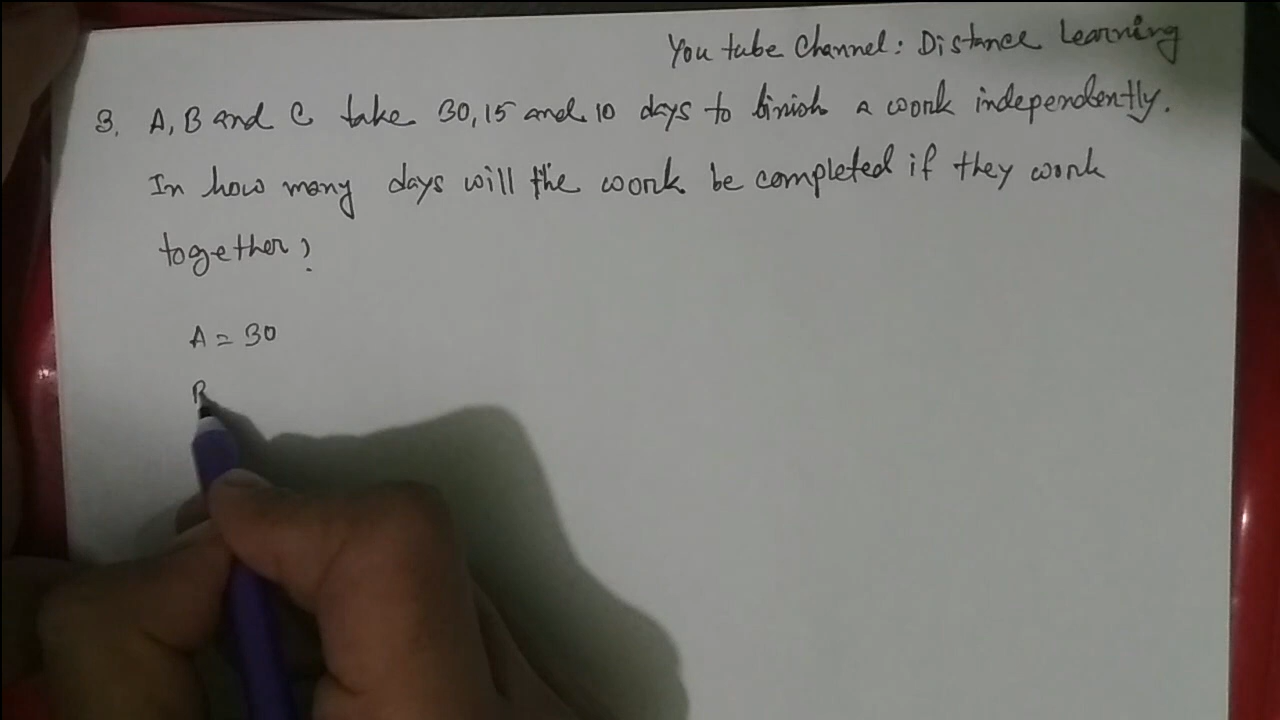 You tube Channel: Distance Learning
3. A, B and C take 30, 15 and 10 days to finish a work independently.
In how many days will the work be completed if they work
together?
A = 30
B